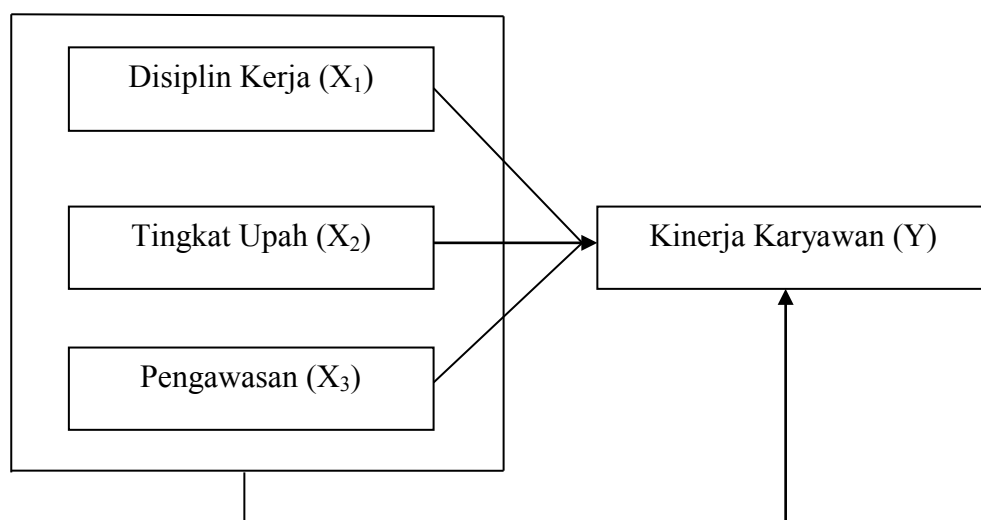 Disiplin Kerja (X₁)
Tingkat Upah (X₂)
Kinerja Karyawan (Y)
Pengawasan (X₃)